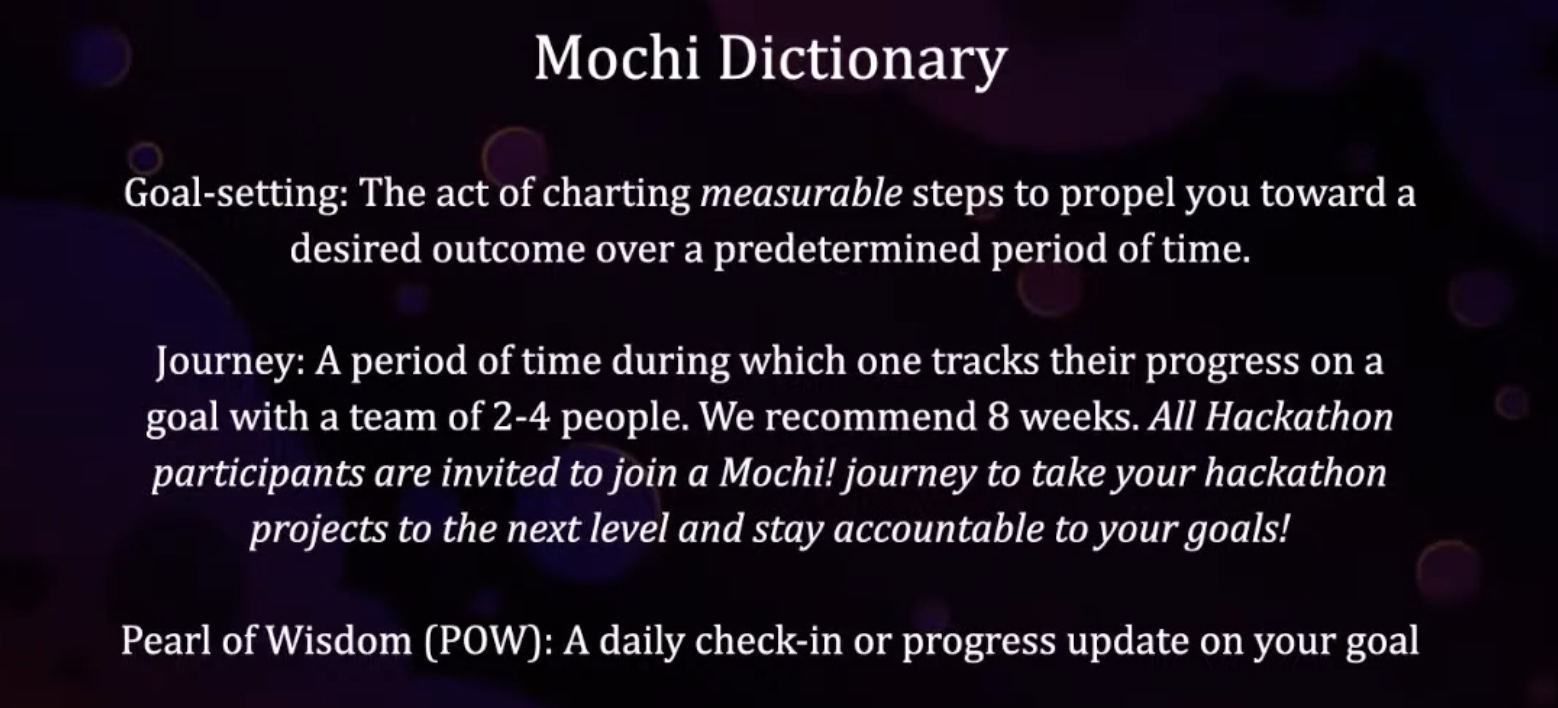 Mochi Dictionary
Goal-setting: The act of charting measurable steps to propel you toward a
desired outcome over a predetermined period of time.
Journey: A period of time during which one tracks their progress on a
goal with a team of 2-4 people. We recommend 8 weeks. All Hackathon
participants are invited to join a Mochi! journey to take your hackathon
projects to the next level and stay accountable to your goals!
Pearl of Wisdom (POW): A daily check-in or progress update on your goal